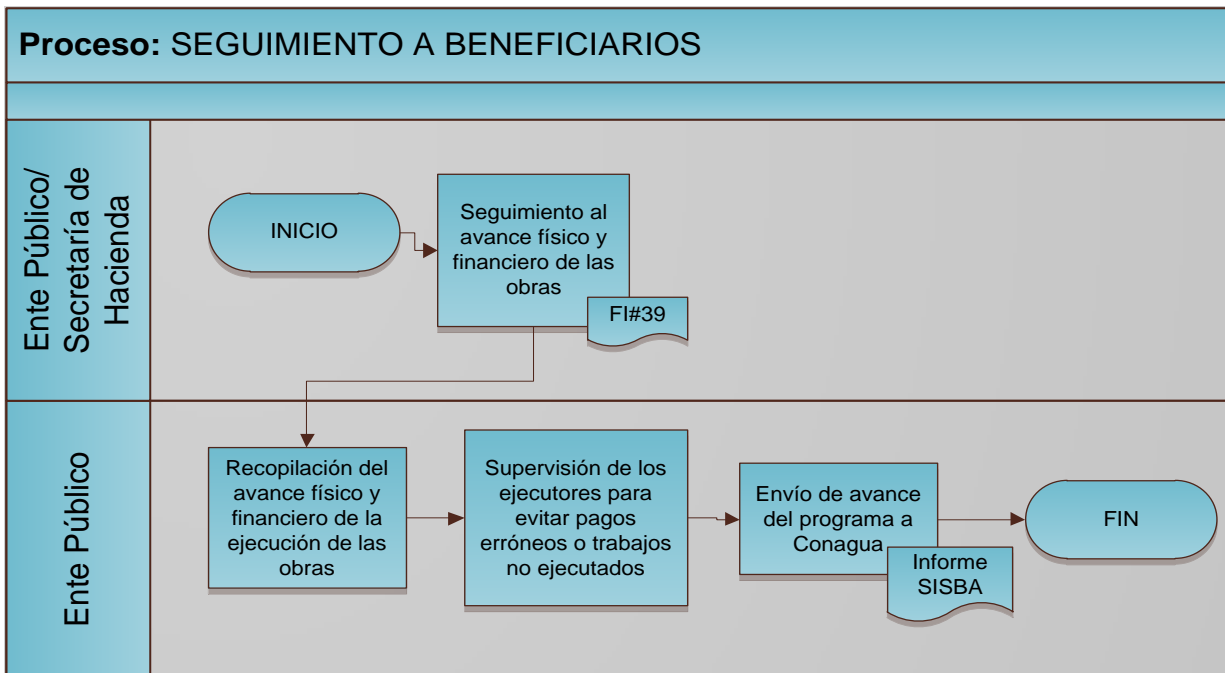 Proceso: SEGUIMIENTO A BENEFICIARIOS
Ente Público/
Secretaría de
Hacienda
INICIO
Seguimiento al
avance físico y
financiero de las
obras
FI#39
Ente Público
Recopilación del
avance físico y
financiero de la
ejecución de las
obras
Supervisión de los
ejecutores para
evitar pagos
erróneos o trabajos
no ejecutados
Envío de avance
del programa a
Conagua
Informe
SISBA
FIN